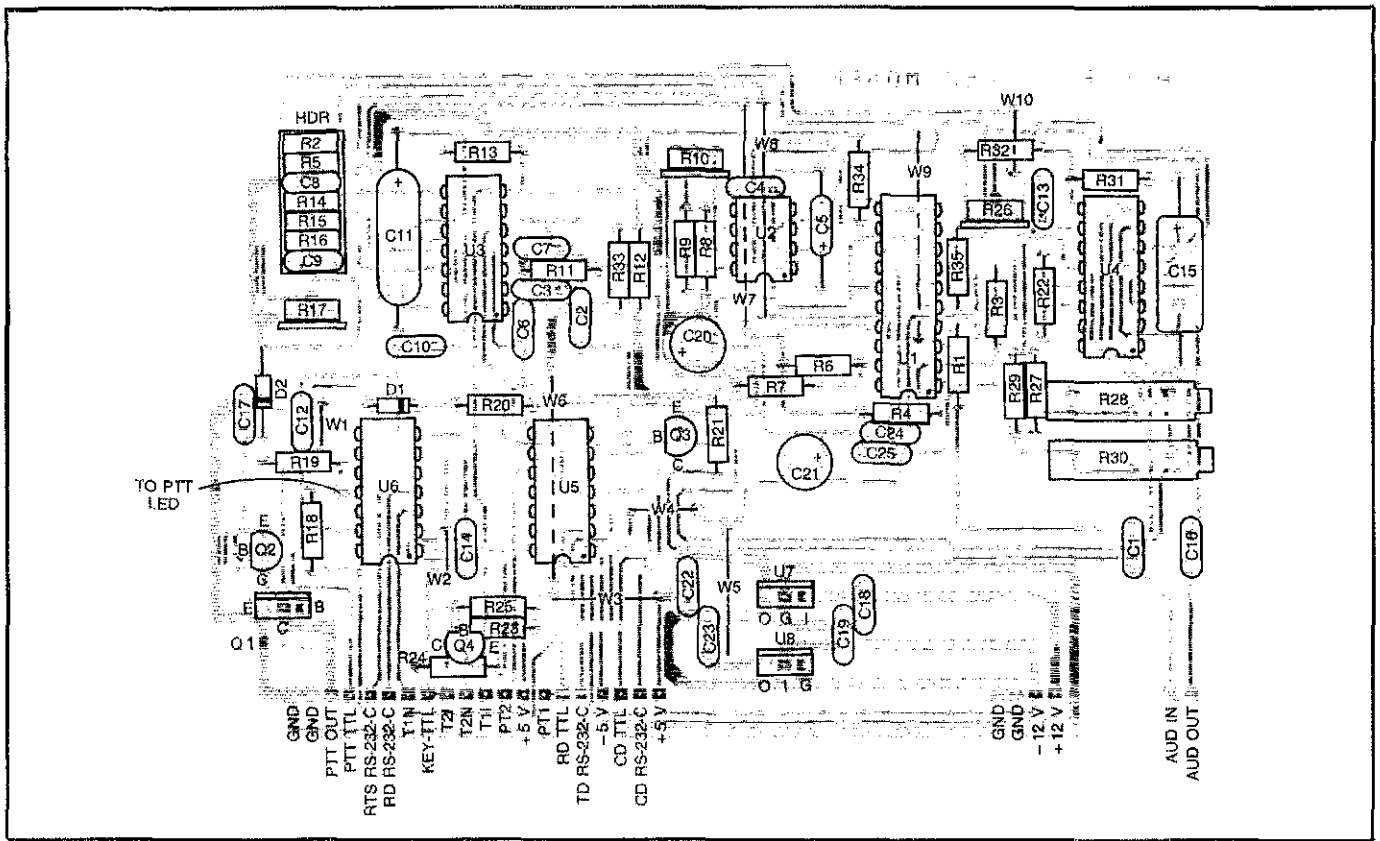 W10
HDR
R2
R5
C8
R14
R15
R16
C9
R17
+
C11
C10
R13
U3
C7
R11
C3
C6
C2
R33
R12
R10
R9
R8
W8
C4
U2
+ C5
W7
C20
+
R34
W9
U1
R32
C13
R26
R35
R3
R22
R1
R31
U4
C15
R6
R7
R4
C24
C25
R29
R27
R28
R30
D2
C17
C12
W1
D1
R20
W6
R19
TO PTT
LED
U6
U5
E
B Q3
C
R21
+
C21
W4
R18
E
B Q2
C
E B
C
Q1
W2
C14
R25
R23
B
C Q4 E
R24
W3
C22
C23
W5
U7
O G I
U8
O I G
C19
C18
C1
C16
GND
GND
PTT OUT
PTT TTL
RTS RS-232-C
RD RS-232-C
T1N
KEY-TTL
T2I
T2N
T1I
PT2
+5 V
PT1
RD TTL
TD RS-232-C
-5 V
CD TTL
CD RS-232-C
+5 V
GND
GND
-12 V
+12 V
AUD IN
AUD OUT